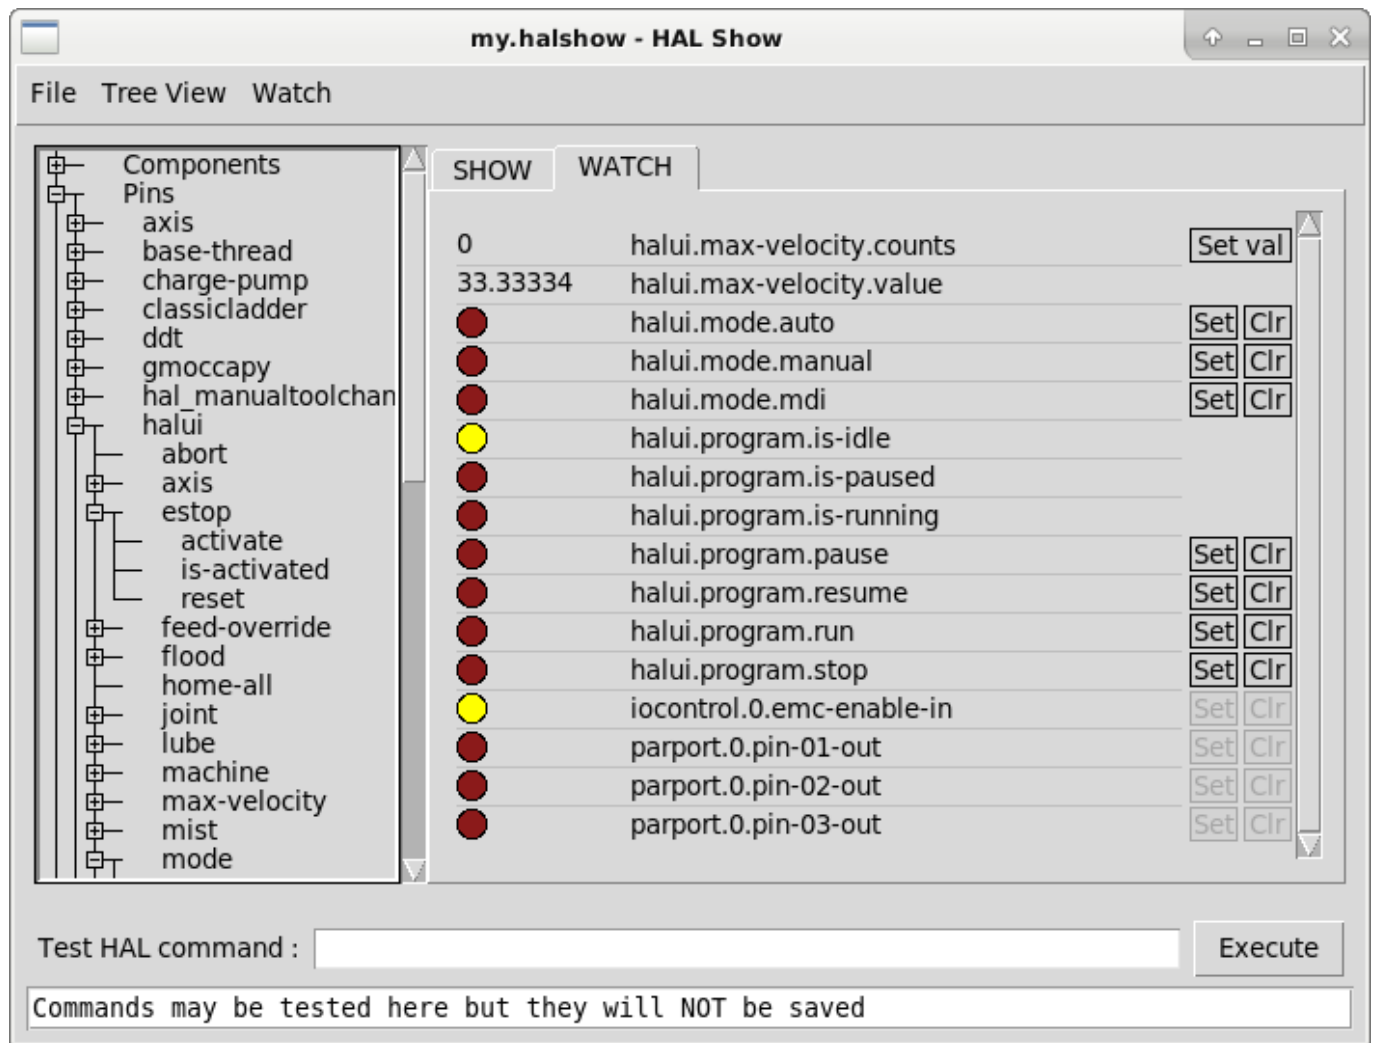 my.halshow - HAL Show
File Tree View Watch
Components
Pins
axis
base-thread
charge-pump
classicladder
ddt
gmoccapy
hal_manualtoolchan
halui
abort
axis
estop
activate
is-activated
reset
feed-override
flood
home-all
joint
lube
machine
max-velocity
mist
mode
SHOW WATCH
0 halui.max-velocity.counts Set val
33.33334 halui.max-velocity.value
halui.mode.auto Set Clr
halui.mode.manual Set Clr
halui.mode.mdi Set Clr
halui.program.is-idle
halui.program.is-paused
halui.program.is-running
halui.program.pause Set Clr
halui.program.resume Set Clr
halui.program.run Set Clr
halui.program.stop Set Clr
iocontrol.0.emc-enable-in Set Clr
parport.0.pin-01-out Set Clr
parport.0.pin-02-out Set Clr
parport.0.pin-03-out Set Clr
Test HAL command : Execute
Commands may be tested here but they will NOT be saved